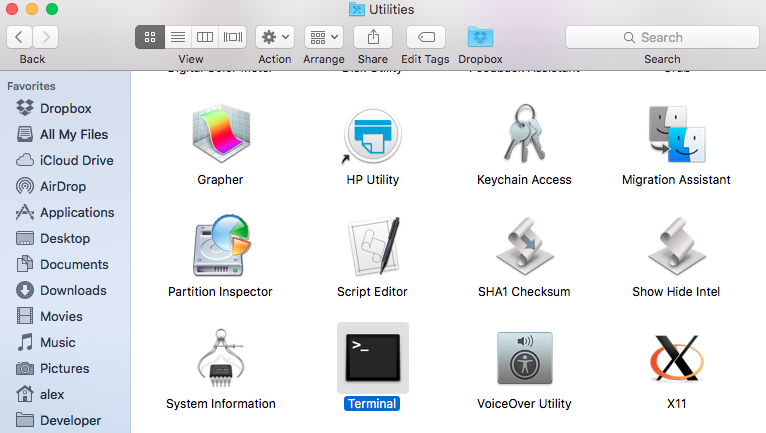 Utilities
Back
View
Action
Arrange
Share
Edit Tags
Dropbox
Search
Search
Favorites
Dropbox
All My Files
iCloud Drive
AirDrop
Applications
Desktop
Documents
Downloads
Movies
Music
Pictures
alex
Developer
Grapher
HP Utility
Keychain Access
Migration Assistant
Partition Inspector
Script Editor
SHA1 Checksum
Show Hide Intel
System Information
>_
Terminal
VoiceOver Utility
X11